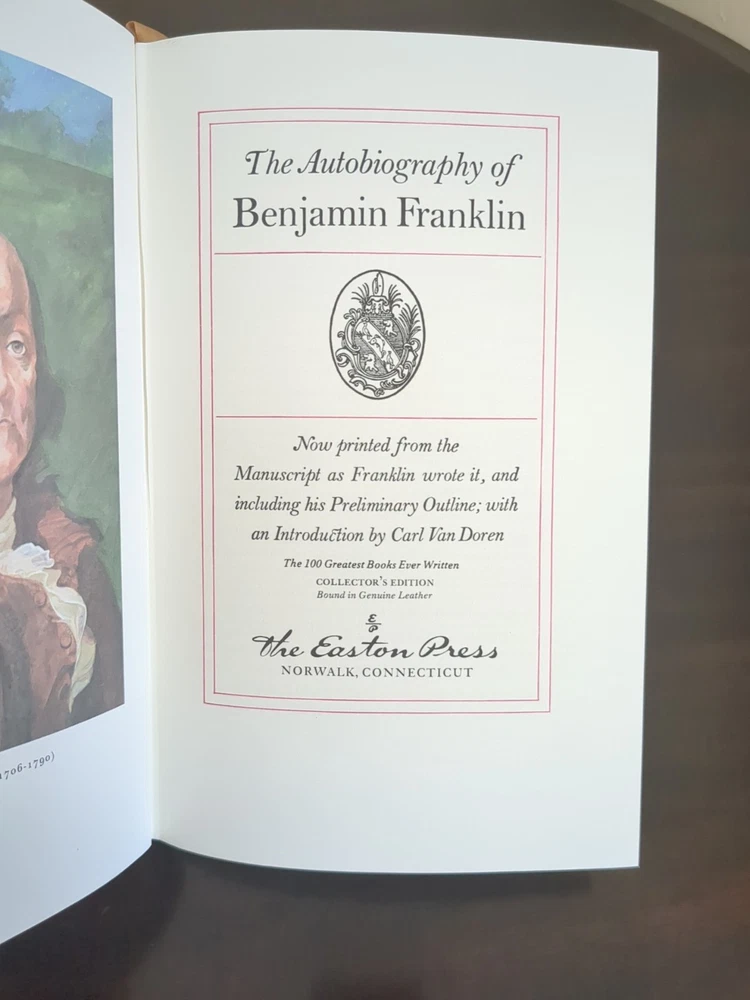 1706-1790)
The Autobiography of
Benjamin Franklin
Now printed from the
Manuscript as Franklin wrote it, and
including his Preliminary Outline; with
an Introduction by Carl Van Doren
The 100 Greatest Books Ever Written
COLLECTOR'S EDITION
Bound in Genuine Leather
The Easton Press
NORWALK, CONNECTICUT